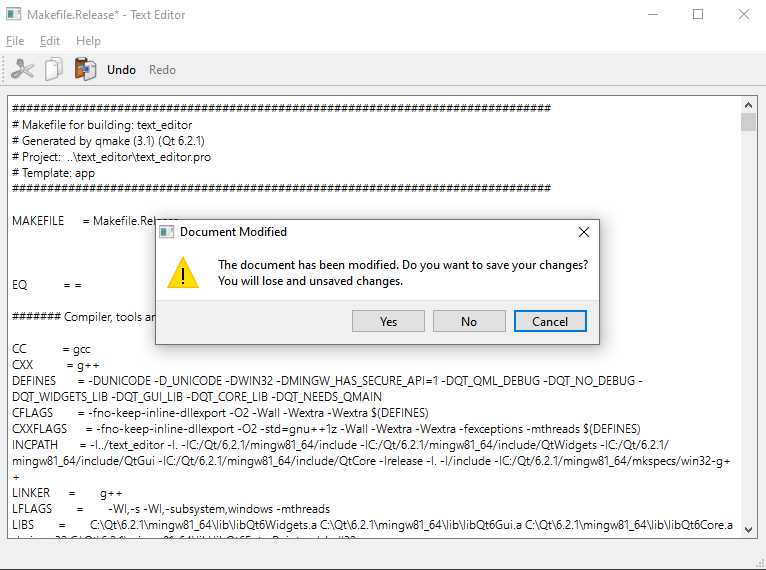 Makefile.Release* - Text Editor
File Edit Help
Undo Redo
###############################################################################
# Makefile for building: text_editor
# Generated by qmake (3.1) (Qt 6.2.1)
# Project:  ..\text_editor\text_editor.pro
# Template: app
###############################################################################
MAKEFILE      = Makefile.Release
Document Modified
The document has been modified. Do you want to save your changes?
You will lose and unsaved changes.
Yes No Cancel
EQ            = =
####### Compiler, tools an
CC            = gcc
CXX           = g++
DEFINES       = -DUNICODE -D_UNICODE -DWIN32 -DMINGW_HAS_SECURE_API=1 -DQT_QML_DEBUG -DQT_NO_DEBUG -
DQT_WIDGETS_LIB -DQT_GUI_LIB -DQT_CORE_LIB -DQT_NEEDS_QMAIN
CFLAGS        = -fno-keep-inline-dllexport -O2 -Wall -Wextra -Wextra $(DEFINES)
CXXFLAGS      = -fno-keep-inline-dllexport -O2 -std=gnu++1z -Wall -Wextra -Wextra -fexceptions -mthreads $(DEFINES)
INCPATH       = -I../text_editor -I. -IC:/Qt/6.2.1/mingw81_64/include -IC:/Qt/6.2.1/mingw81_64/include/QtWidgets -IC:/Qt/6.2.1/
mingw81_64/include/QtGui -IC:/Qt/6.2.1/mingw81_64/include/QtCore -Irelease -I. -I/include -IC:/Qt/6.2.1/mingw81_64/mkspecs/win32-g+
+
LINKER      =        g++
LFLAGS        =        -Wl,-s -Wl,-subsystem,windows -mthreads
LIBS        =        C:\Qt\6.2.1\mingw81_64\lib\libQt6Widgets.a C:\Qt\6.2.1\mingw81_64\lib\libQt6Gui.a C:\Qt\6.2.1\mingw81_64\lib\libQt6Core.a